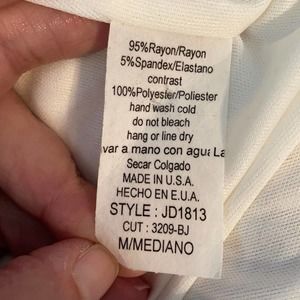 95%Rayon/Rayon
5%Spandex/Elastano
contrast
100%Polyester/Poliester
hand wash cold
do not bleach
hang or line dry
var a mano con agua La
Secar Colgado
MADE IN U.S.A.
HECHO EN E.U.A.
STYLE : JD1813
CUT : 3209-BJ
M/MEDIANO